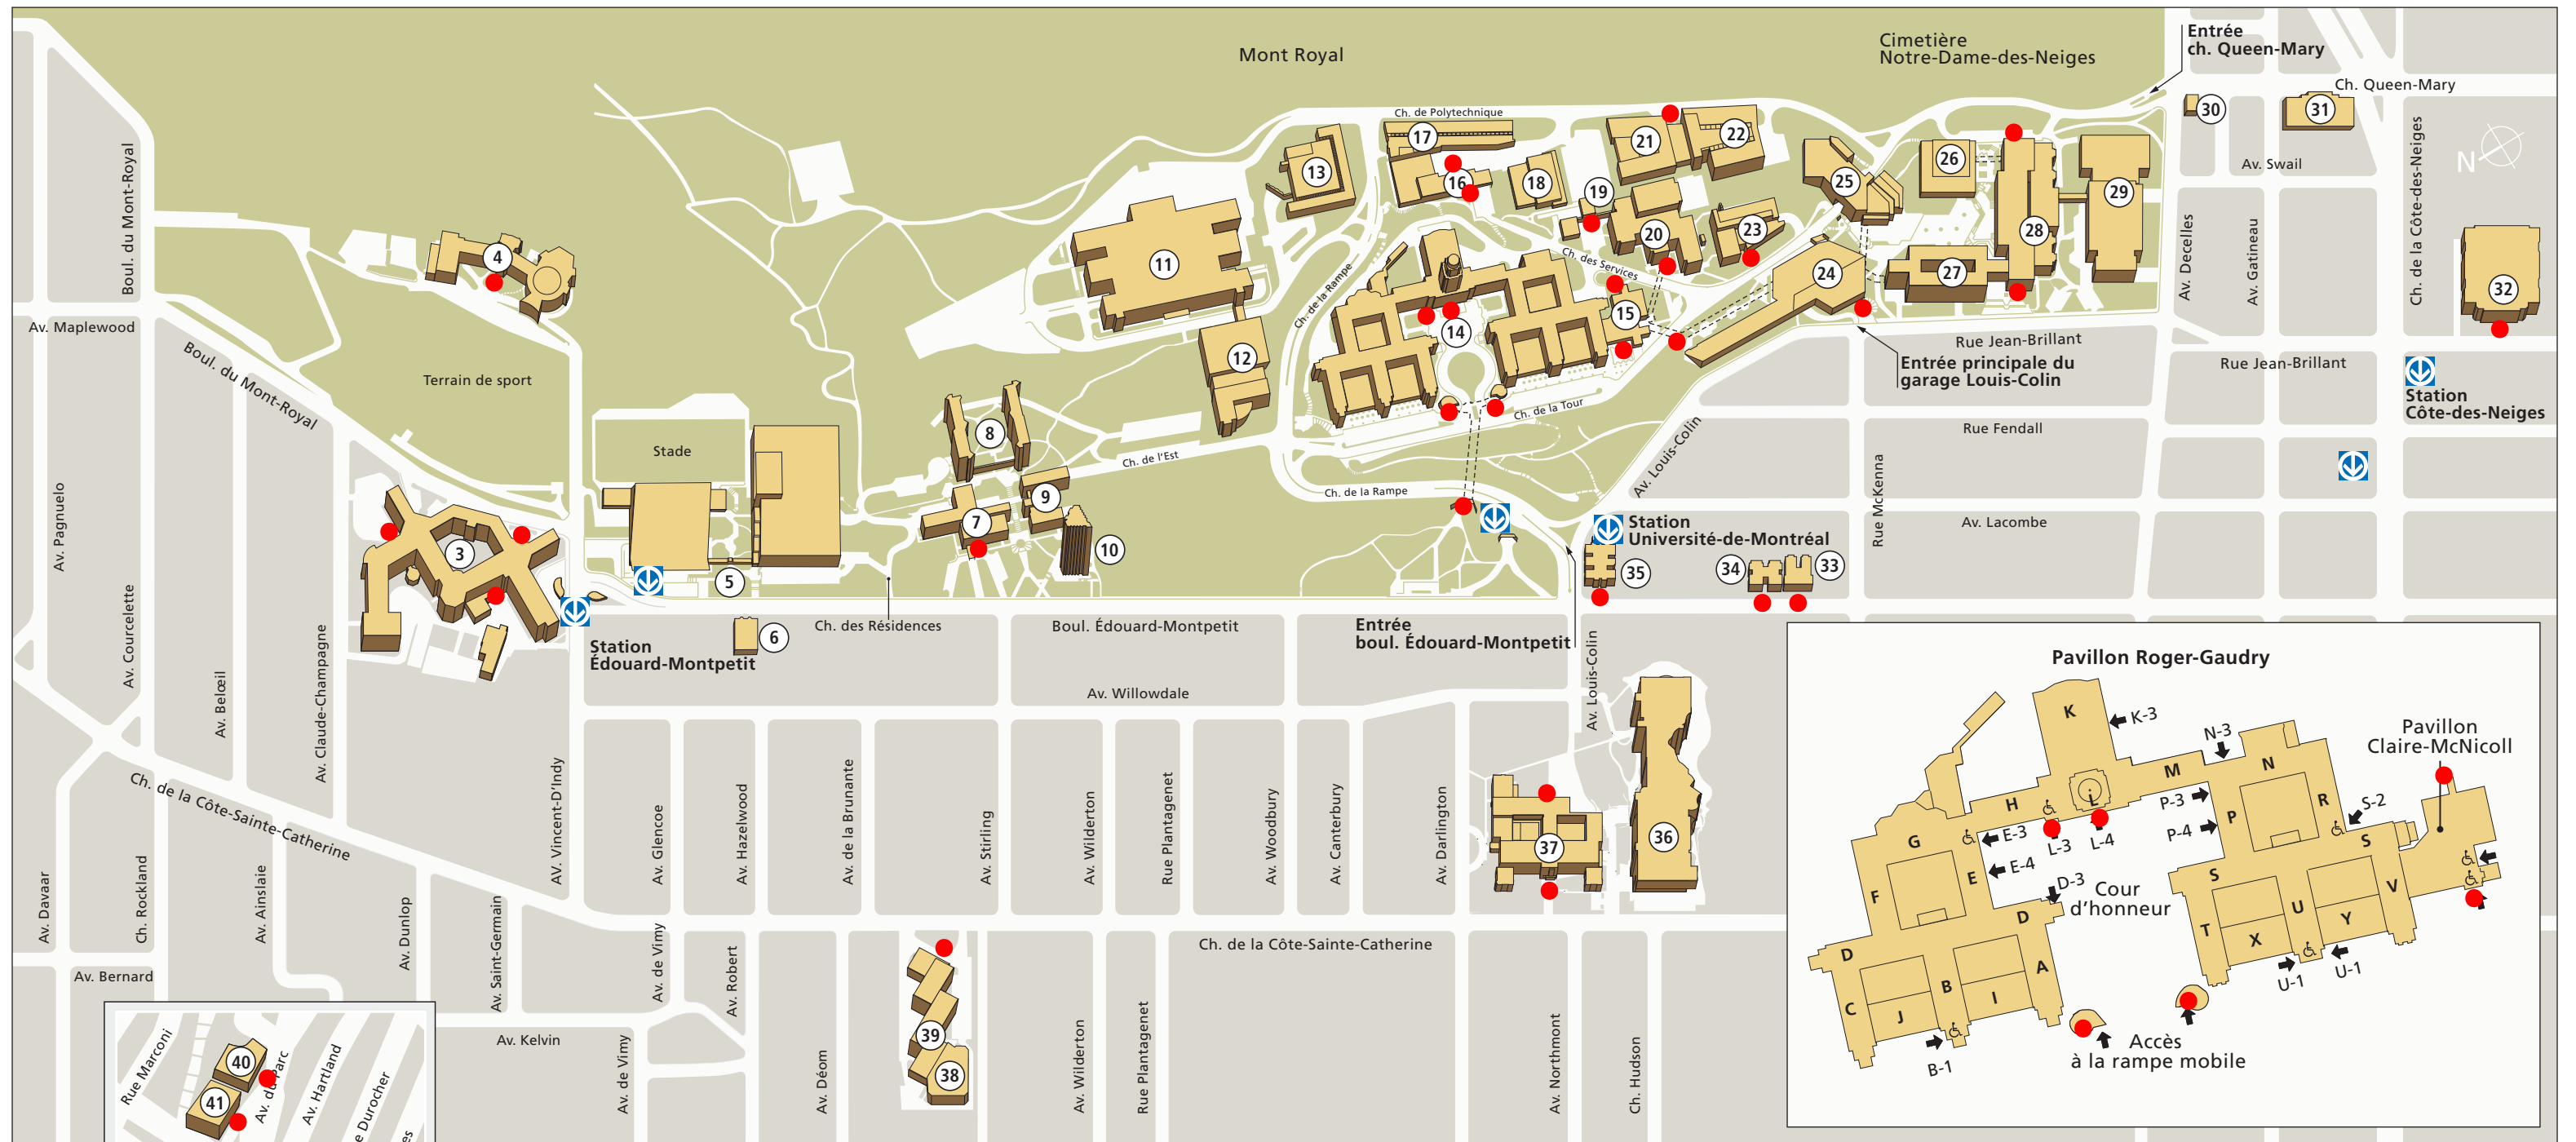 Mont Royal
Cimetière
Notre-Dame-des-Neiges
Entrée
ch. Queen-Mary
Ch. Queen-Mary
Ch. de Polytechnique
17
21
22
30
31
13
16
18
19
25
26
29
Av. Swail
N
Boul. du Mont-Royal
4
11
Ch. de la Rampe
20
23
28
Ch. des Services
24
27
Av. Decelles
Av. Gatineau
Ch. de la Côte-des-Neiges
32
Av. Maplewood
Boul. du Mont-Royal
Terrain de sport
12
14
15
Rue Jean-Brillant
Entrée principale du
garage Louis-Colin
Rue Jean-Brillant
Station
Côte-des-Neiges
Stade
8
Ch. de l'Est
Ch. de la Tour
Rue Fendall
Av. Louis-Colin
Rue McKenna
Av. Pagnuelo
9
Ch. de la Rampe
7
10
3
5
Station
Université-de-Montréal
Av. Lacombe
35
34
33
Av. Courcelette
Av. Claude-Champagne
6
Ch. des Résidences
Boul. Édouard-Montpetit
Entrée
boul. Édouard-Montpetit
Station
Édouard-Montpetit
Av. Belœil
Av. Willowdale
Av. Louis-Colin
Ch. de la Côte-Sainte-Catherine
Av. Vincent-D'Indy
Av. Glencoe
Av. Hazelwood
Av. de la Brunante
Av. Stirling
Av. Wilderton
Rue Plantagenet
Av. Woodbury
Av. Canterbury
Av. Darlington
37
36
Av. Davaar
Ch. Rockland
Av. Ainslaie
Av. Dunlop
Av. Saint-Germain
Av. de Vimy
Av. Robert
Ch. de la Côte-Sainte-Catherine
Av. Bernard
Av. Kelvin
Av. de Vimy
Av. Déom
39
38
Av. Wilderton
Rue Plantagenet
Av. Northmont
Ch. Hudson
Rue Marconi
40
41
Av. du Parc
Av. Hartland
e Durocher
es
Pavillon Roger-Gaudry
K
K-3
N-3
Pavillon
Claire-McNicoll
M
N
H
L
P-3
R
S-2
G
E-3
L-3
L-4
P-4
P
S
E
E-4
D-3
Cour
d'honneur
F
S
V
D
U
Y
T
X
D
A
B
I
C
J
U-1
U-1
Accès
à la rampe mobile
B-1